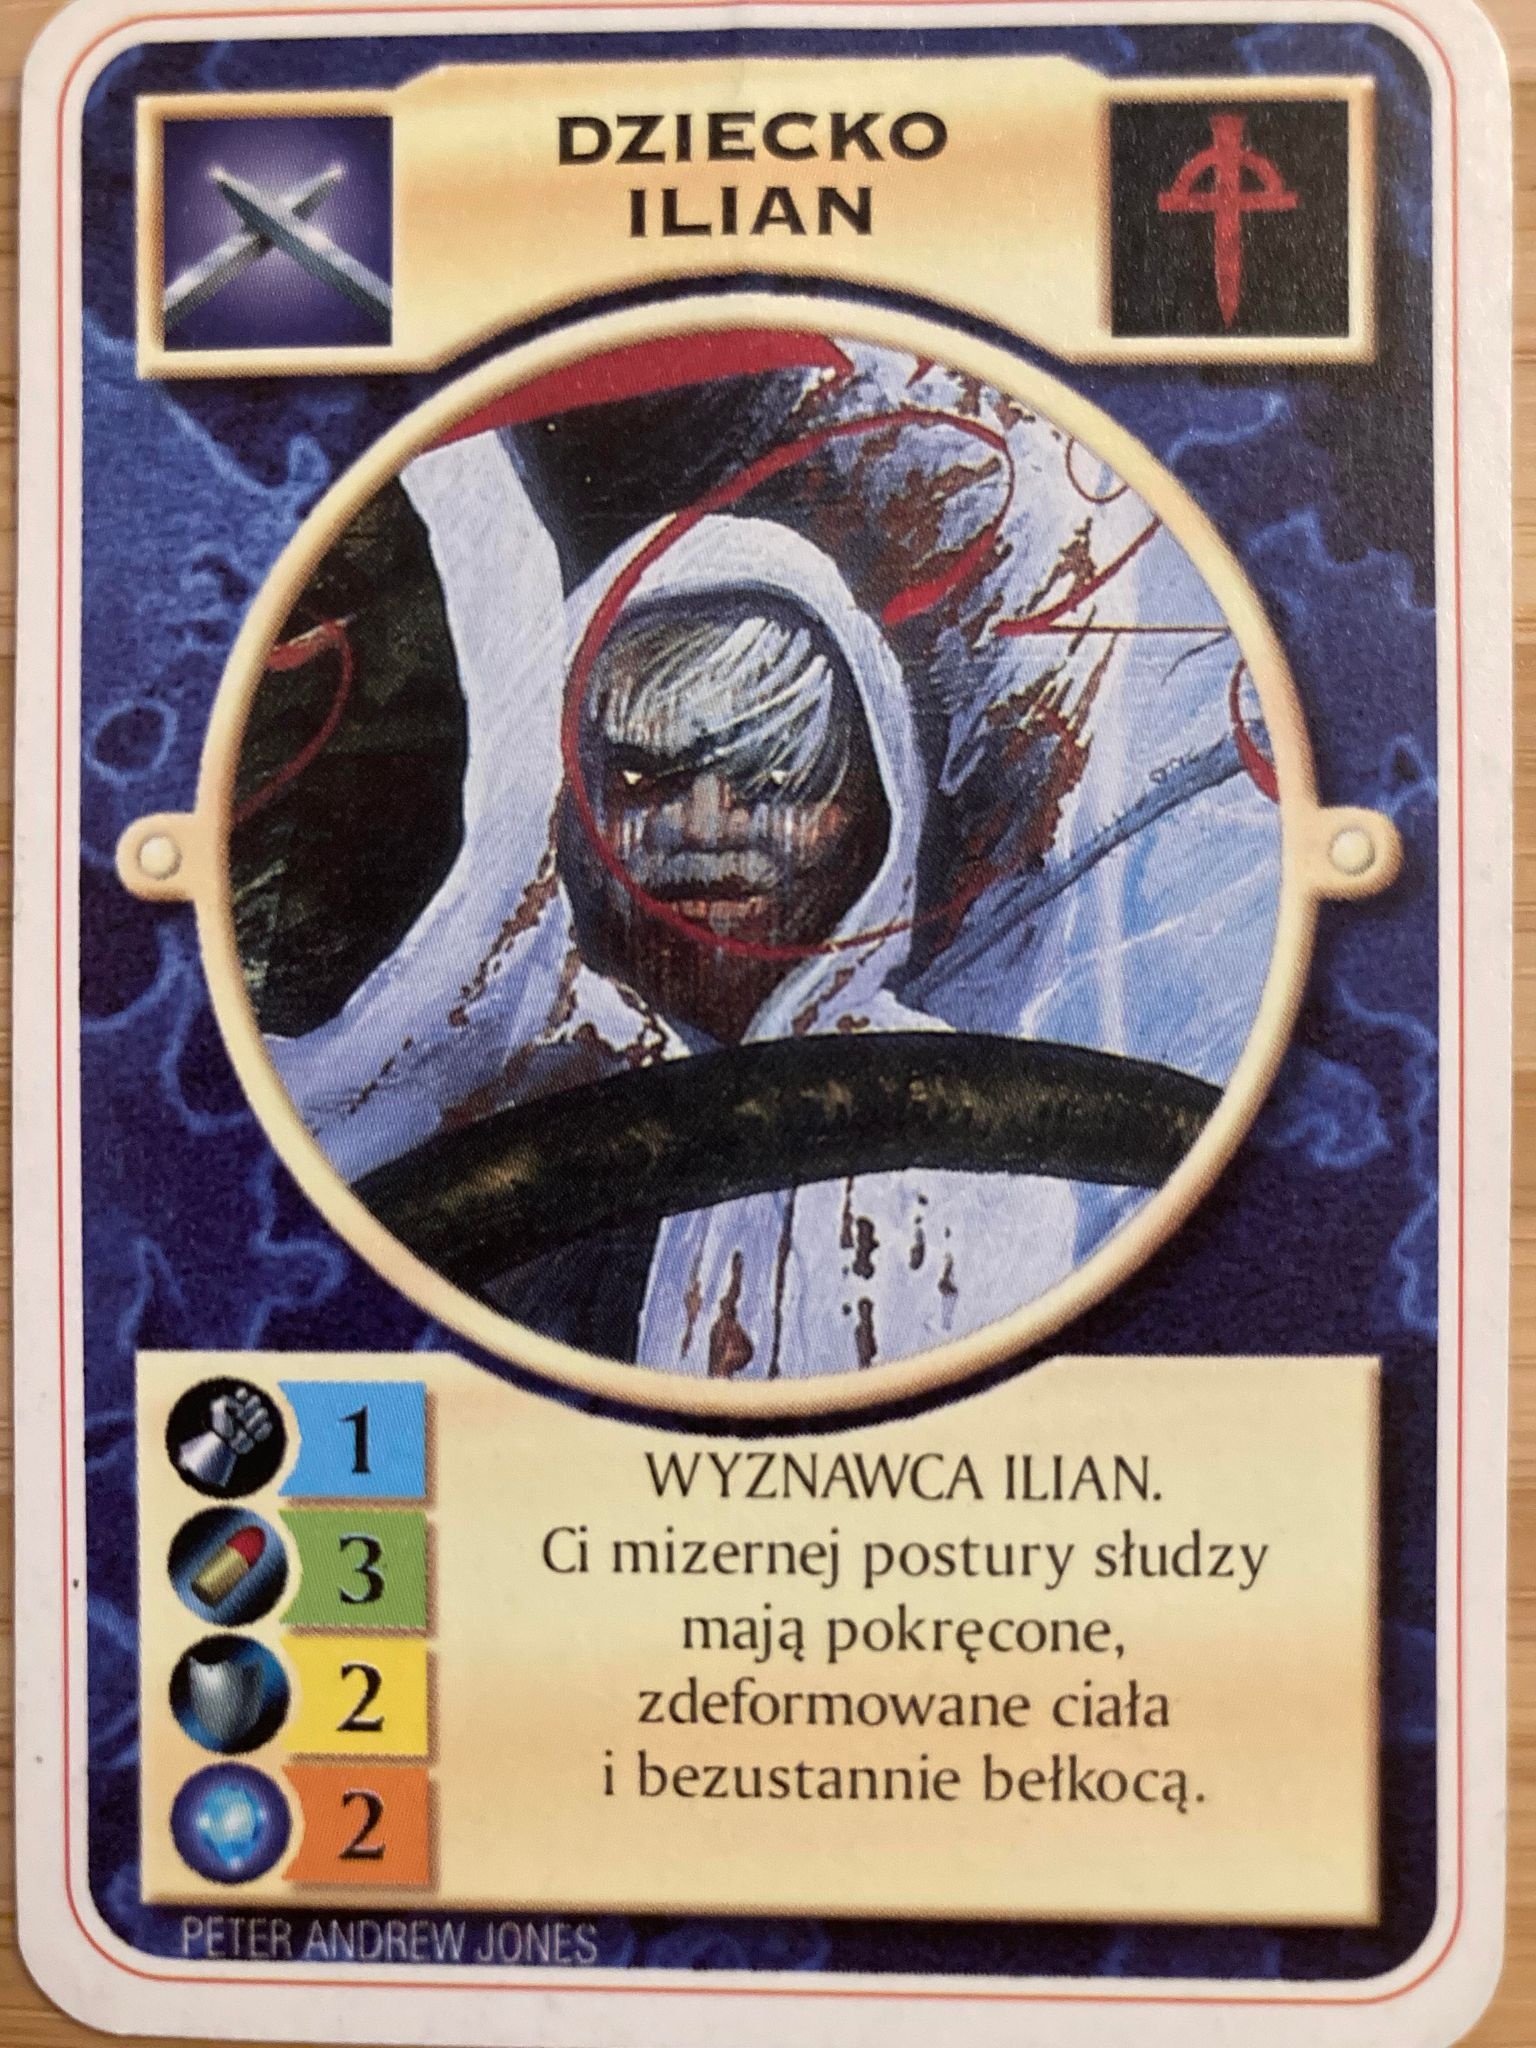 DZIECKO
ILIAN
1
3
2
2
WYZNAWCA ILIAN.
Ci mizernej postury słudzy
mają pokręcone,
zdeformowane ciała
i bezustannie bełkocą.
PETER ANDREW JONES